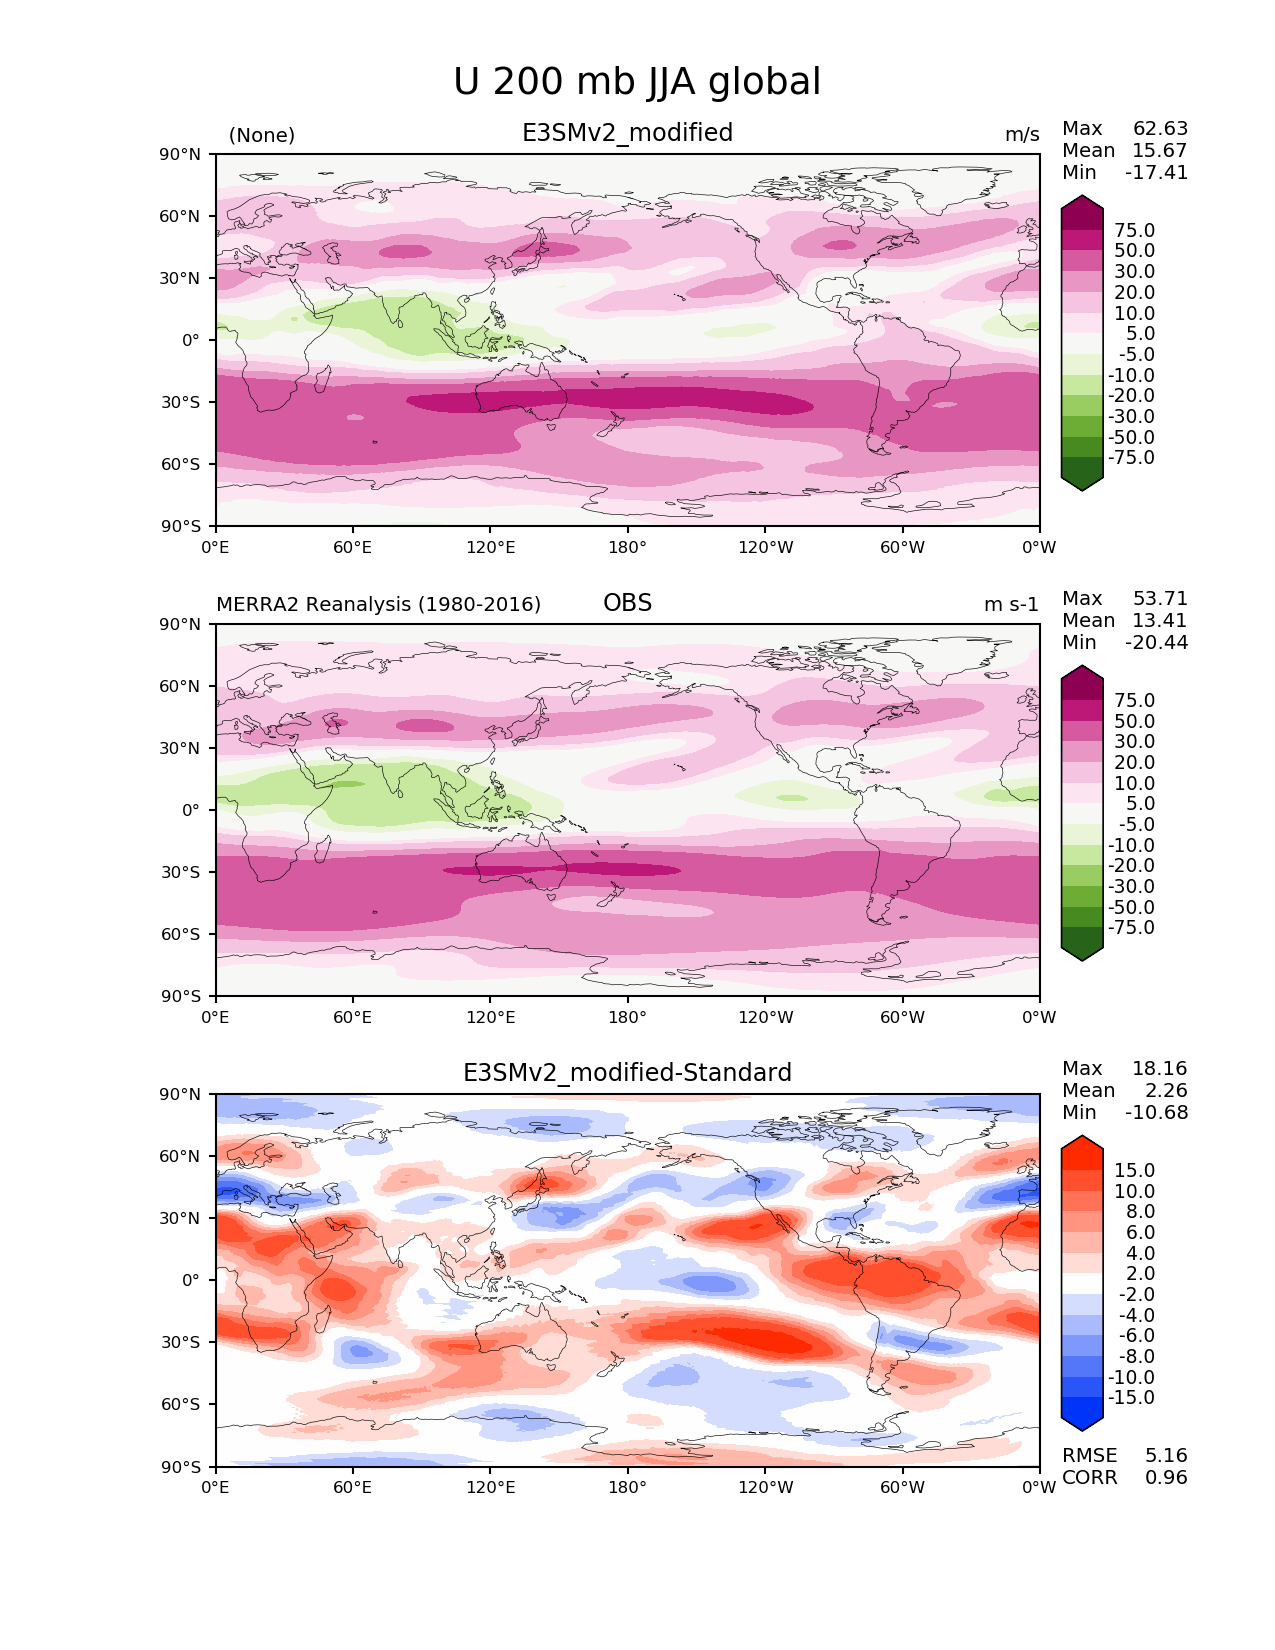 U 200 mb JJA global
(None) E3SMv2_modified m/s
Max 62.63
Mean 15.67
Min -17.41
90°N
60°N
30°N
0°
30°S
60°S
90°S
0°E 60°E 120°E 180° 120°W 60°W 0°W
75.0
50.0
30.0
20.0
10.0
5.0
-5.0
-10.0
-20.0
-30.0
-50.0
-75.0
MERRA2 Reanalysis (1980-2016) OBS m s-1
Max 53.71
Mean 13.41
Min -20.44
90°N
60°N
30°N
0°
30°S
60°S
90°S
0°E 60°E 120°E 180° 120°W 60°W 0°W
75.0
50.0
30.0
20.0
10.0
5.0
-5.0
-10.0
-20.0
-30.0
-50.0
-75.0
E3SMv2_modified-Standard
Max 18.16
Mean 2.26
Min -10.68
90°N
60°N
30°N
0°
30°S
60°S
90°S
0°E 60°E 120°E 180° 120°W 60°W 0°W
15.0
10.0
8.0
6.0
4.0
2.0
-2.0
-4.0
-6.0
-8.0
-10.0
-15.0
RMSE 5.16
CORR 0.96